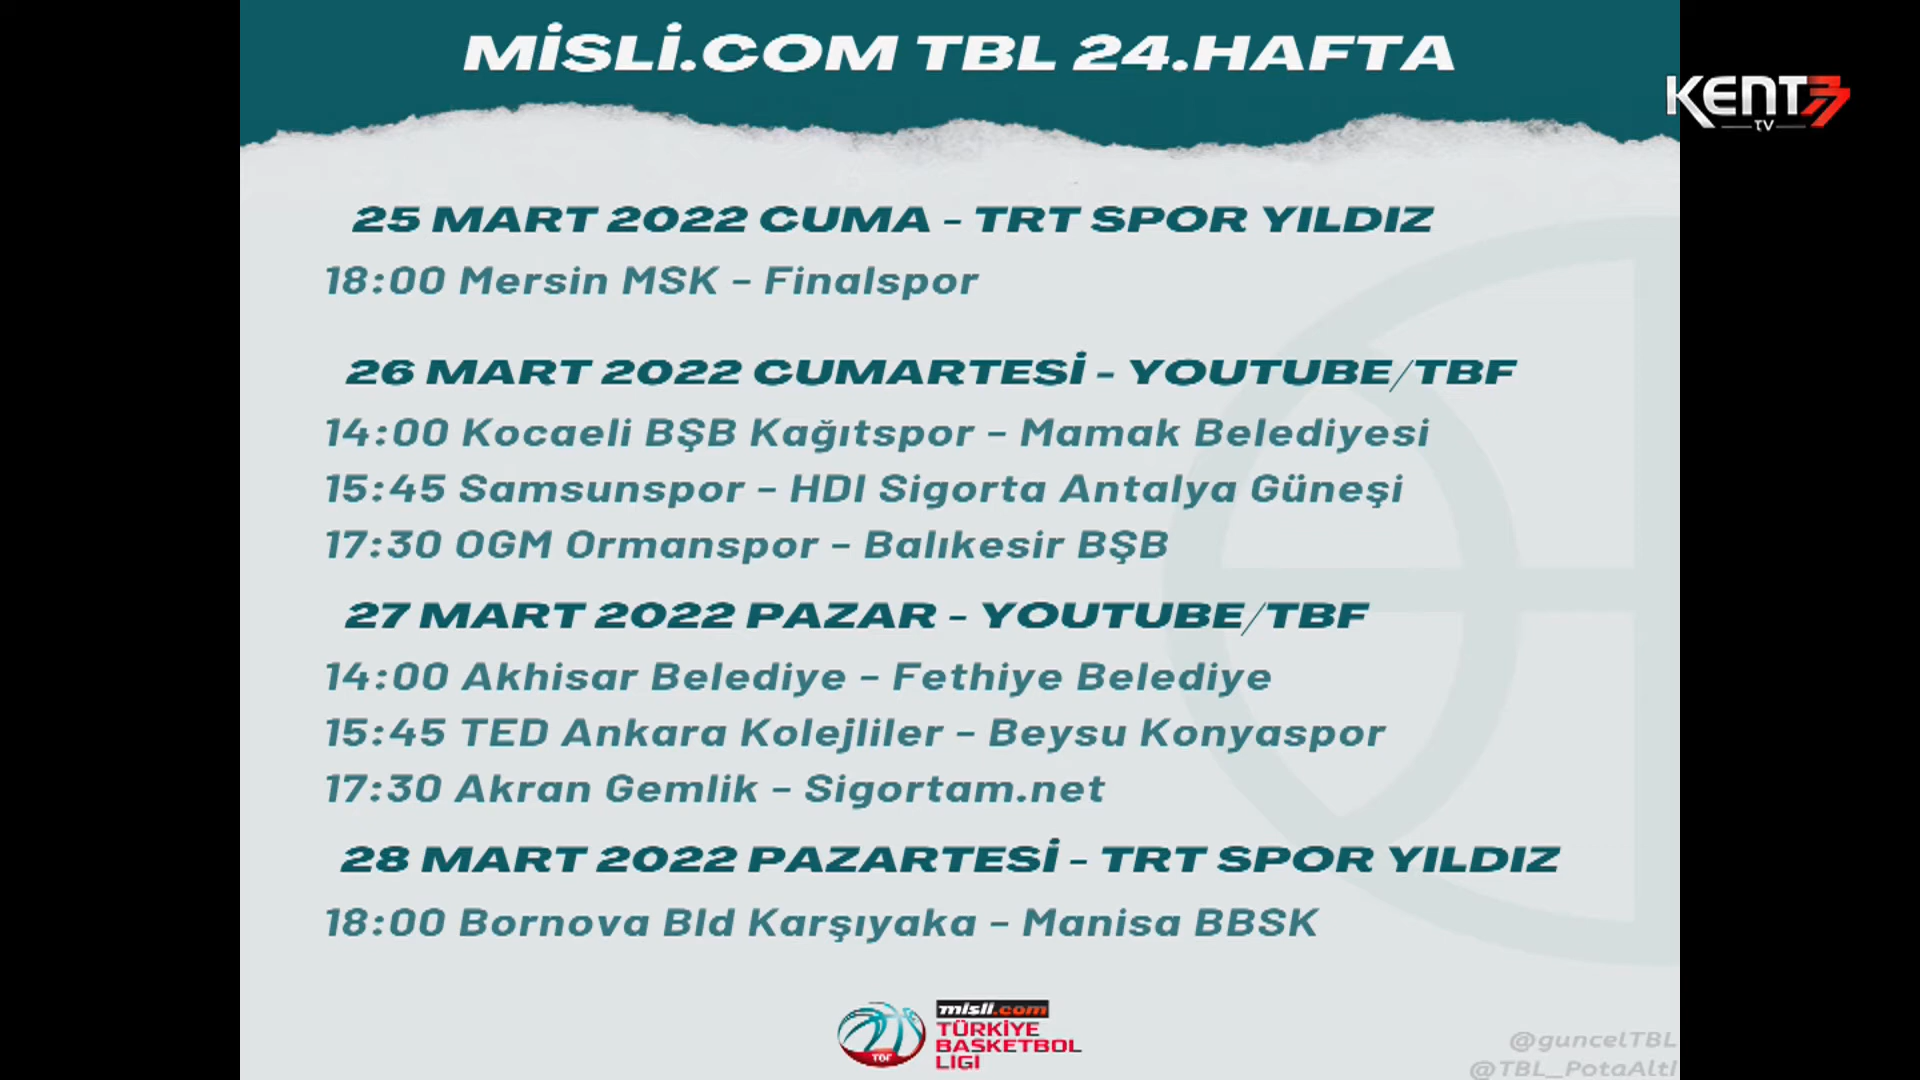 MİSLİ.COM TBL 24.HAFTA
KENT 77
TV
25 MART 2022 CUMA - TRT SPOR YILDIZ
18:00 Mersin MSK - Finalspor
26 MART 2022 CUMARTESİ - YOUTUBE/TBF
14:00 Kocaeli BŞB Kağıtspor - Mamak Belediyesi
15:45 Samsunspor - HDI Sigorta Antalya Güneşi
17:30 OGM Ormanspor - Balıkesir BŞB
27 MART 2022 PAZAR - YOUTUBE/TBF
14:00 Akhisar Belediye - Fethiye Belediye
15:45 TED Ankara Kolejliler - Beysu Konyaspor
17:30 Akran Gemlik - Sigortam.net
28 MART 2022 PAZARTESİ - TRT SPOR YILDIZ
18:00 Bornova Bld Karşıyaka - Manisa BBSK
misli.com
TÜRKİYE
BASKETBOL
LİGİ
TBF
@guncelTBL
@TBL_PotaAltI